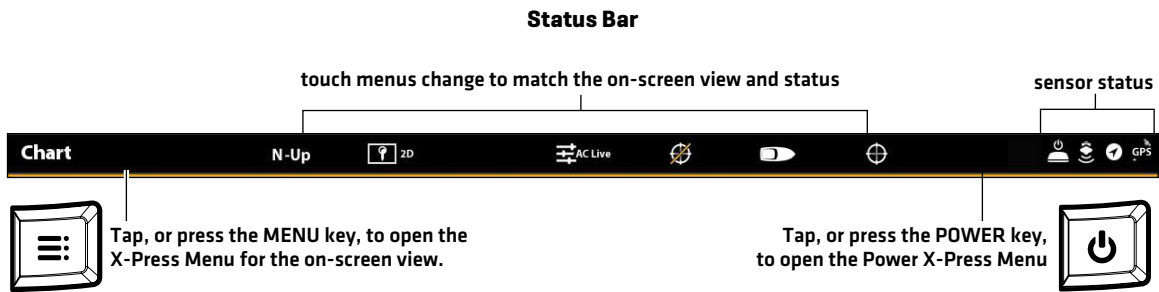 Status Bar
touch menus change to match the on-screen view and status
sensor status
Chart N-Up 2D AC Live GPS
Tap, or press the MENU key, to open the
X-Press Menu for the on-screen view.
Tap, or press the POWER key,
to open the Power X-Press Menu